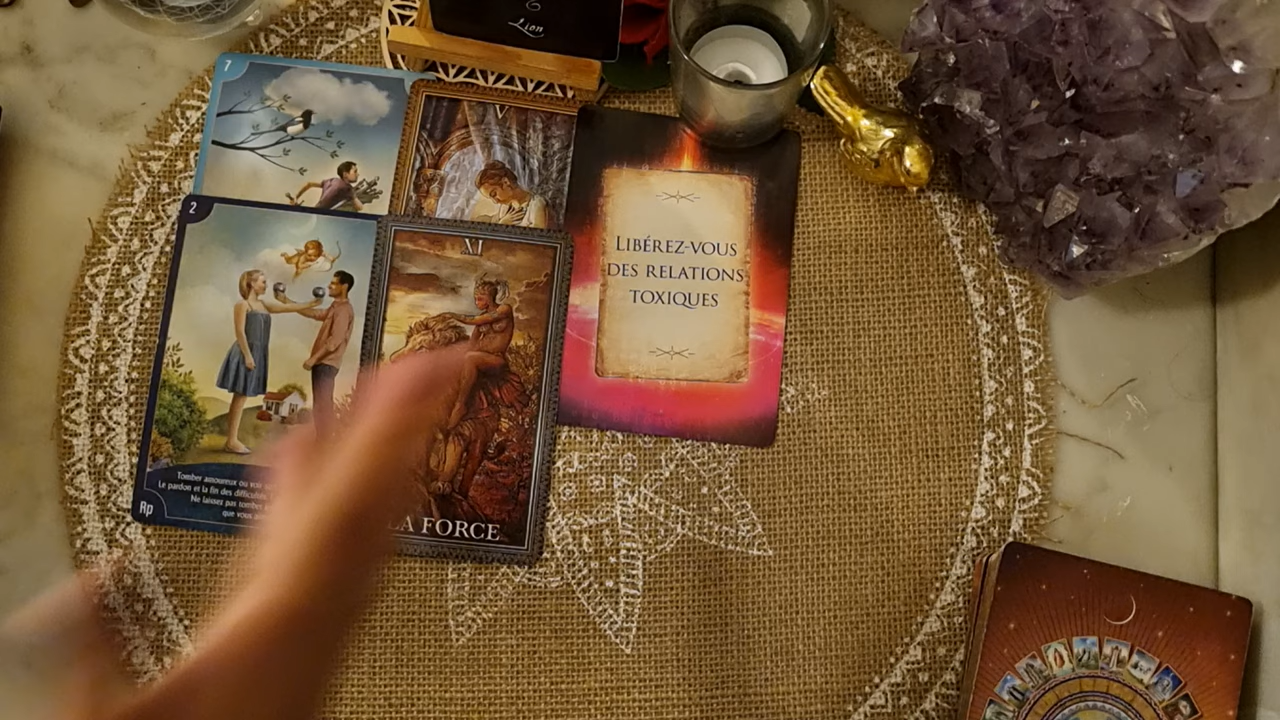 Lion
7
V
2
XI
LIBÉREZ-VOUS
DES RELATIONS
TOXIQUES
Tomber amoureux ou vou
Le pardon et la fin des difficultés
Ne laissez pas tomber
que vous
Rp
LA FORCE